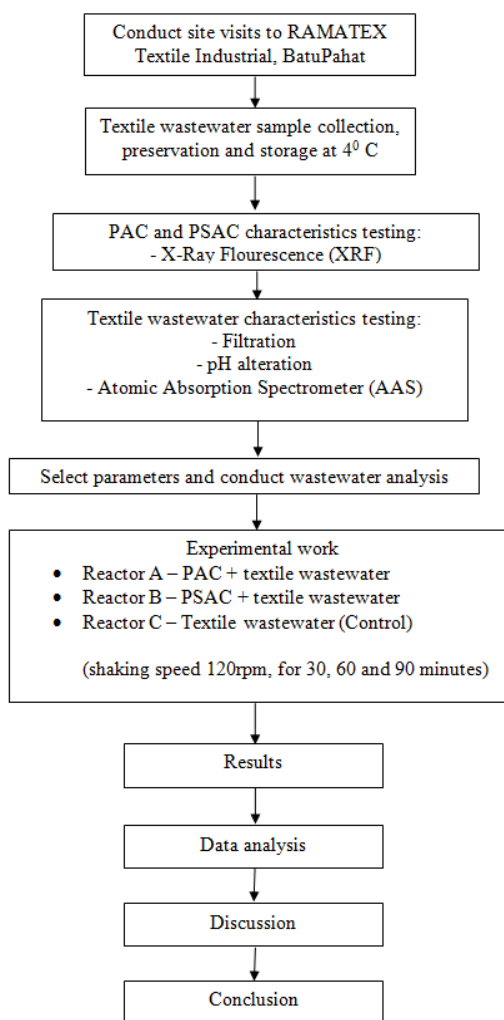 Conduct site visits to RAMATEX
Textile Industrial, BatuPahat
Textile wastewater sample collection,
preservation and storage at 4⁰ C
PAC and PSAC characteristics testing:
- X-Ray Flourescence (XRF)
Textile wastewater characteristics testing:
- Filtration
- pH alteration
- Atomic Absorption Spectrometer (AAS)
Select parameters and conduct wastewater analysis
Experimental work
• Reactor A – PAC + textile wastewater
• Reactor B – PSAC + textile wastewater
• Reactor C – Textile wastewater (Control)
(shaking speed 120rpm, for 30, 60 and 90 minutes)
Results
Data analysis
Discussion
Conclusion